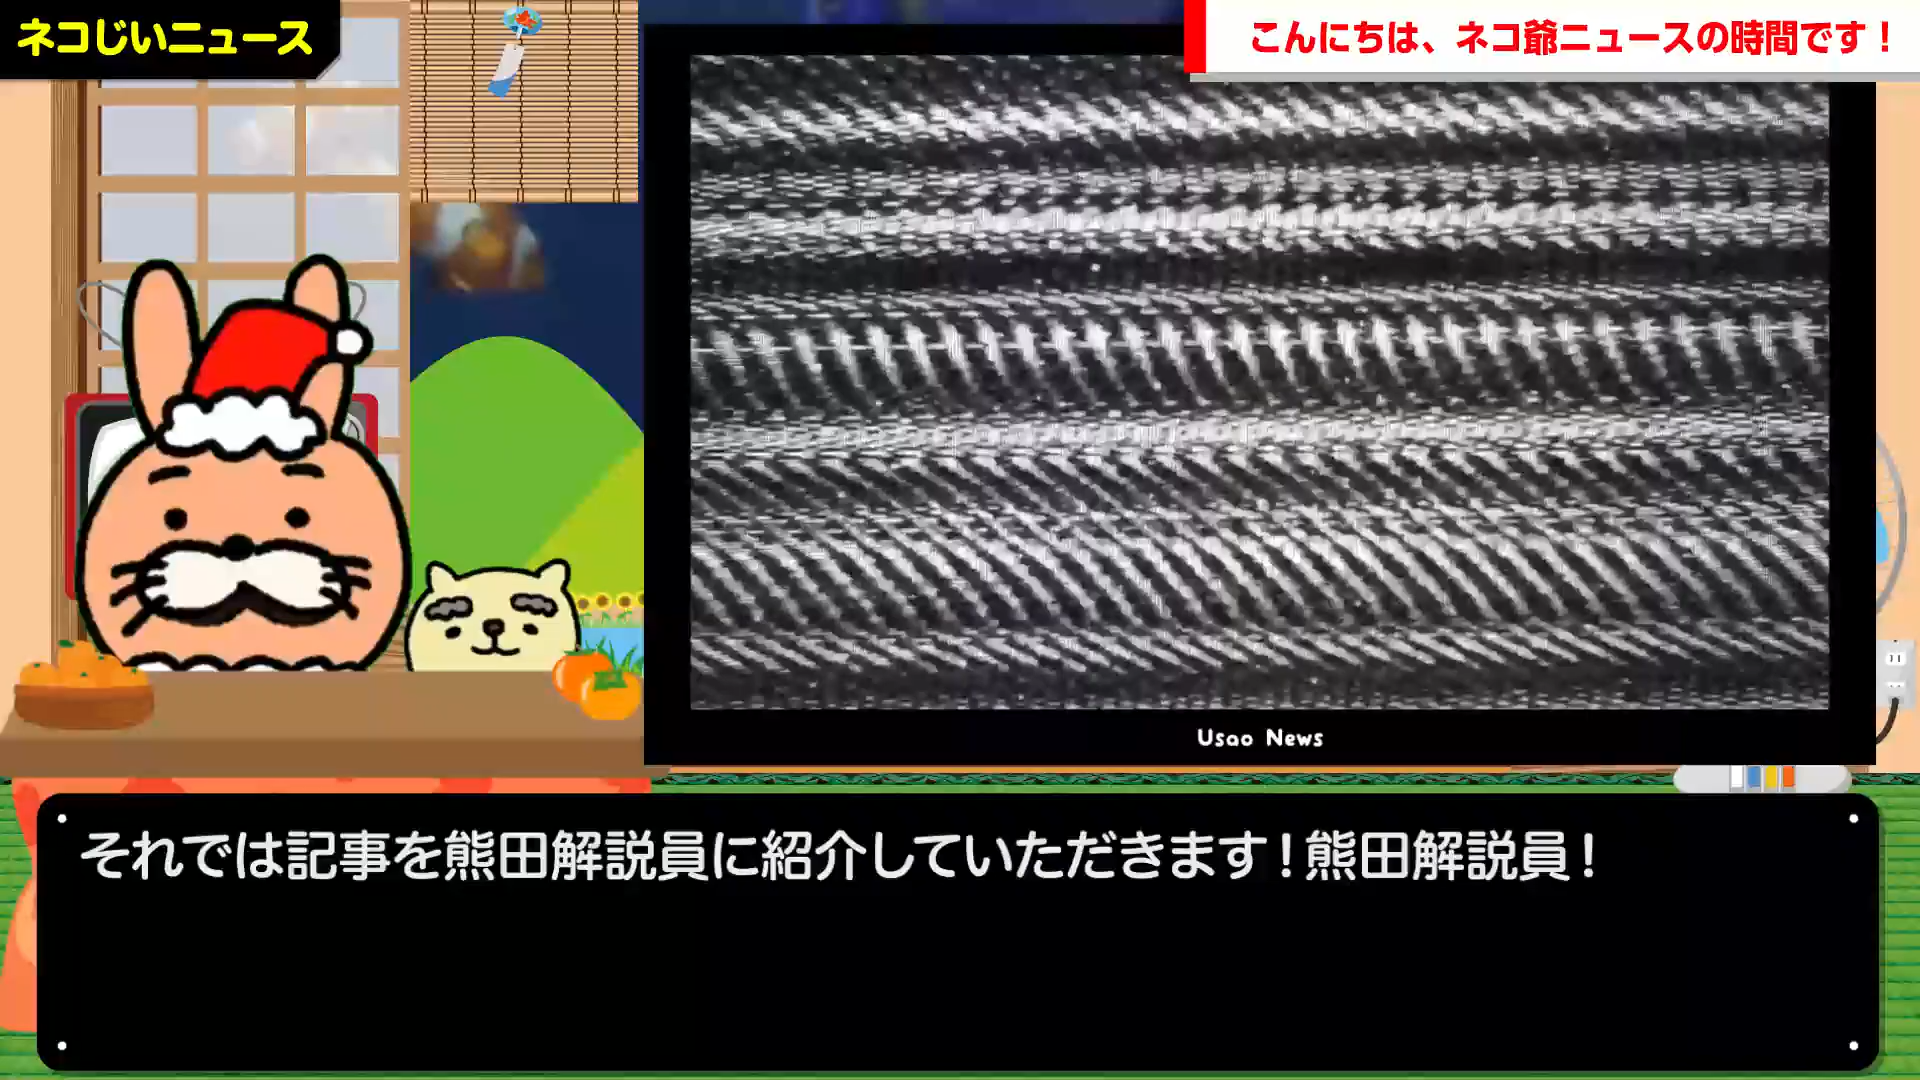 ネコじいニュース
こんにちは、ネコ爺ニュースの時間です！
Usao News
それでは記事を熊田解説員に紹介していただきます！熊田解説員！